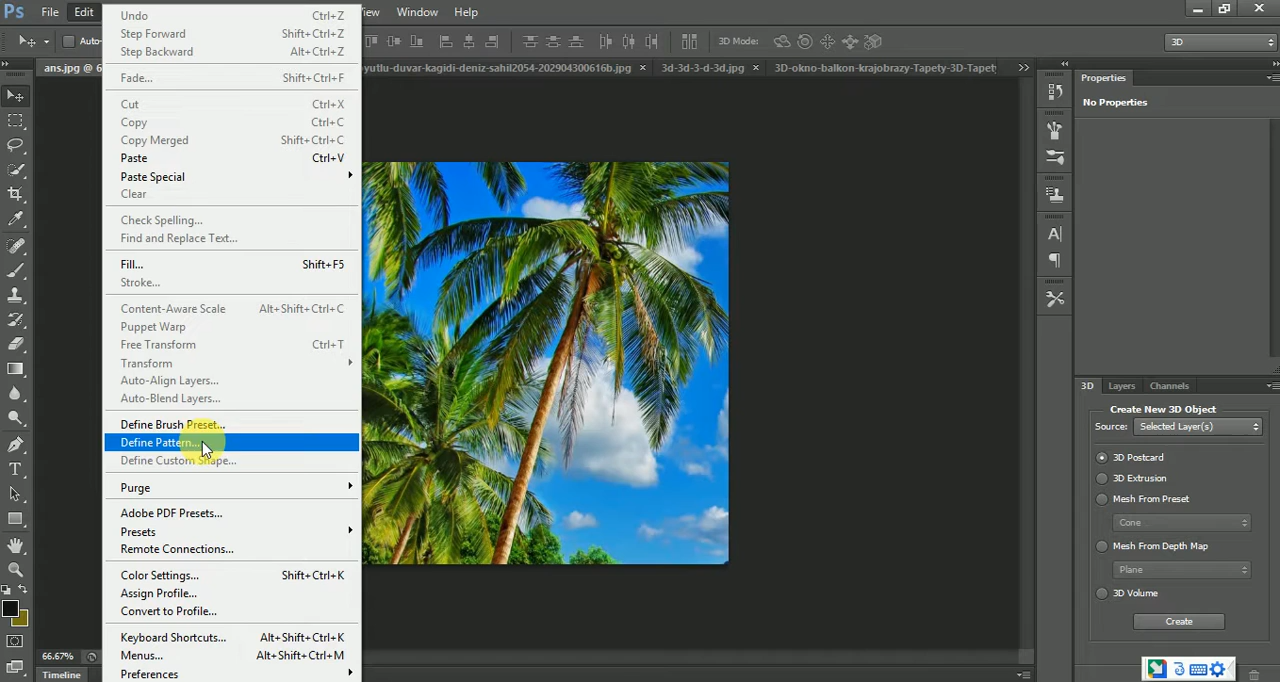 Ps File Edit View Window Help
Auto- 3D Mode: 3D
ans.jpg @ 6 yutlu-duvar-kagidi-deniz-sahil2054-202904300616b.jpg × 3d-3d-3-d-3d.jpg × 3D-okno-balkon-krajobrazy-Tapety-3D-Tapet
Undo Ctrl+Z
Step Forward Shift+Ctrl+Z
Step Backward Alt+Ctrl+Z
Fade... Shift+Ctrl+F
Cut Ctrl+X
Copy Ctrl+C
Copy Merged Shift+Ctrl+C
Paste Ctrl+V
Paste Special
Clear
Check Spelling...
Find and Replace Text...
Fill... Shift+F5
Stroke...
Content-Aware Scale Alt+Shift+Ctrl+C
Puppet Warp
Free Transform Ctrl+T
Transform
Auto-Align Layers...
Auto-Blend Layers...
Define Brush Preset...
Define Pattern...
Define Custom Shape...
Purge
Adobe PDF Presets...
Presets
Remote Connections...
Color Settings... Shift+Ctrl+K
Assign Profile...
Convert to Profile...
Keyboard Shortcuts... Alt+Shift+Ctrl+K
Menus... Alt+Shift+Ctrl+M
Preferences
66.67%
Timeline
Properties
No Properties
3D Layers Channels
Create New 3D Object
Source: Selected Layer(s)
3D Postcard
3D Extrusion
Mesh From Preset
Cone
Mesh From Depth Map
Plane
3D Volume
Create